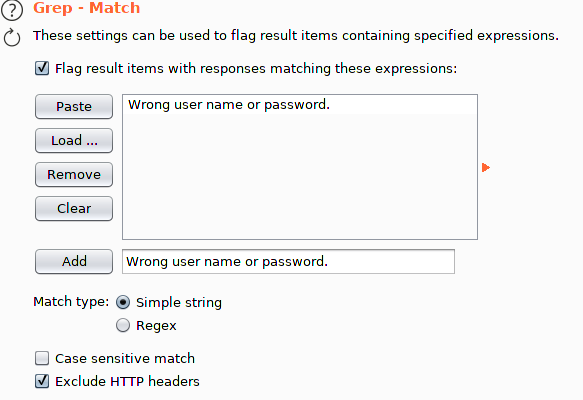 Grep - Match
These settings can be used to flag result items containing specified expressions.
Flag result items with responses matching these expressions:
Paste
Wrong user name or password.
Load ...
Remove
Clear
Add
Wrong user name or password.
Match type:
Simple string
Regex
Case sensitive match
Exclude HTTP headers